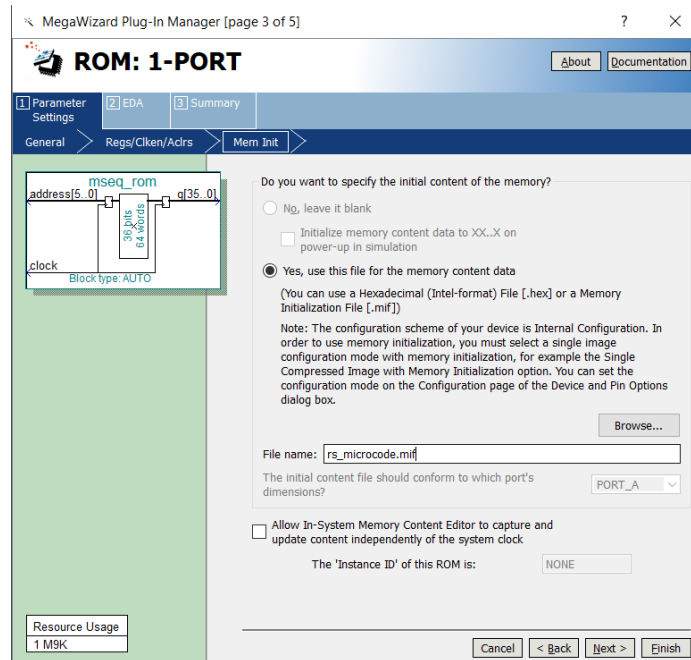 MegaWizard Plug-In Manager [page 3 of 5] ? ×
ROM: 1-PORT
About Documentation
1 Parameter Settings 2 EDA 3 Summary
General Regs/Clken/Aclrs Mem Init
mseq_rom
address[5..0] q[35..0]
36 bits
64 words
clock
Block type: AUTO
Do you want to specify the initial content of the memory?
No, leave it blank
Initialize memory content data to XX..X on
power-up in simulation
Yes, use this file for the memory content data
(You can use a Hexadecimal (Intel-format) File [.hex] or a Memory
Initialization File [.mif])
Note: The configuration scheme of your device is Internal Configuration. In
order to use memory initialization, you must select a single image
configuration mode with memory initialization, for example the Single
Compressed Image with Memory Initialization option. You can set the
configuration mode on the Configuration page of the Device and Pin Options
dialog box.
Browse...
File name: rs_microcode.mif
The initial content file should conform to which port's
dimensions?
PORT_A
Allow In-System Memory Content Editor to capture and
update content independently of the system clock
The 'Instance ID' of this ROM is: NONE
Resource Usage
1 M9K
Cancel < Back Next > Finish